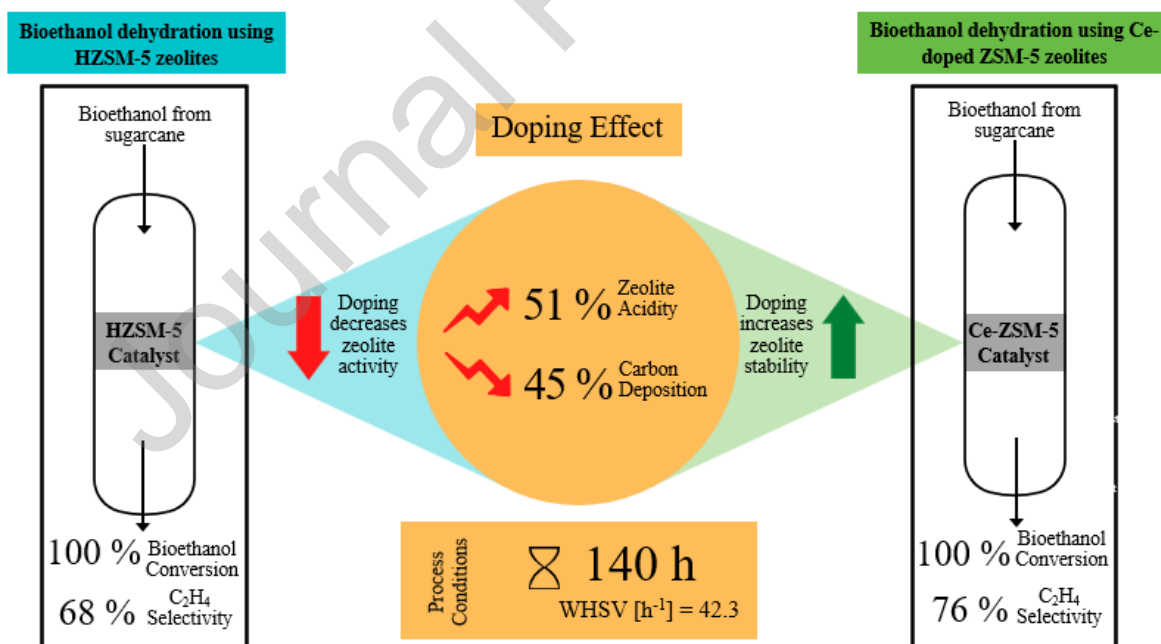 Bioethanol dehydration using
HZSM-5 zeolites
Bioethanol from
sugarcane
HZSM-5
Catalyst
100 % Bioethanol
Conversion
68 % C₂H₄
Selectivity
Doping Effect
Doping
decreases
zeolite
activity
51 % Zeolite
Acidity
45 % Carbon
Deposition
Doping
increases
zeolite
stability
Process
Conditions
140 h
WHSV [h⁻¹] = 42.3
Bioethanol dehydration using Ce-
doped ZSM-5 zeolites
Bioethanol from
sugarcane
Ce-ZSM-5
Catalyst
100 % Bioethanol
Conversion
76 % C₂H₄
Selectivity
Journal P